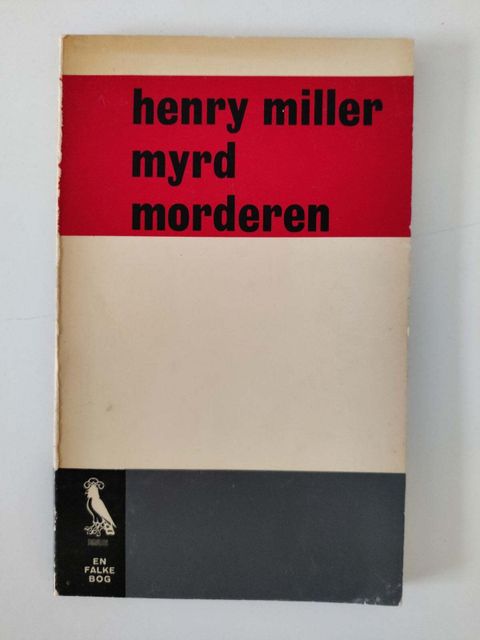 henry miller
myrd
morderen
EN
FALKE
BOG